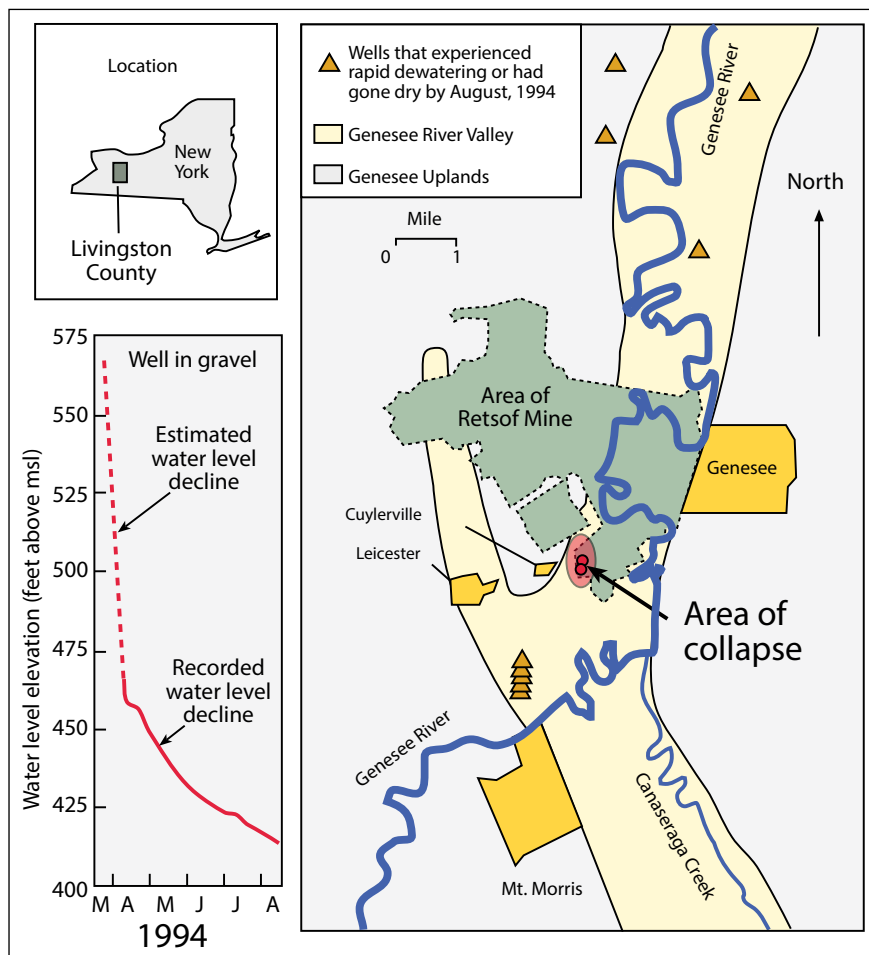 Location
New
York
Livingston
County
Wells that experienced
rapid dewatering or had
gone dry by August, 1994
Genesee River Valley
Genesee Uplands
Mile
0 1
North
Genesee River
Area of
Retsof Mine
Genesee
Cuylerville
Leicester
Area of
collapse
Genesee River
Canaseraga Creek
Mt. Morris
Water level elevation (feet above msl)
575
550
525
500
475
450
425
400
Well in gravel
Estimated
water level
decline
Recorded
water level
decline
M A M J J A
1994